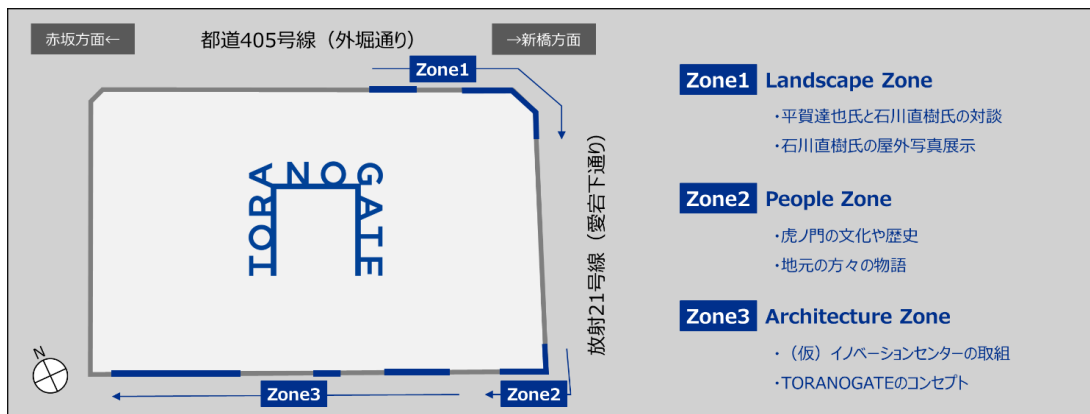 赤坂方面←
都道405号線（外堀通り）
→新橋方面
Zone1
放射21号線（愛宕下通り）
TORANOGATE
N
Zone3
Zone2
Zone1 Landscape Zone
・平賀達也氏と石川直樹氏の対談
・石川直樹氏の屋外写真展示
Zone2 People Zone
・虎ノ門の文化や歴史
・地元の方々の物語
Zone3 Architecture Zone
・（仮）イノベーションセンターの取組
・TORANOGATEのコンセプト